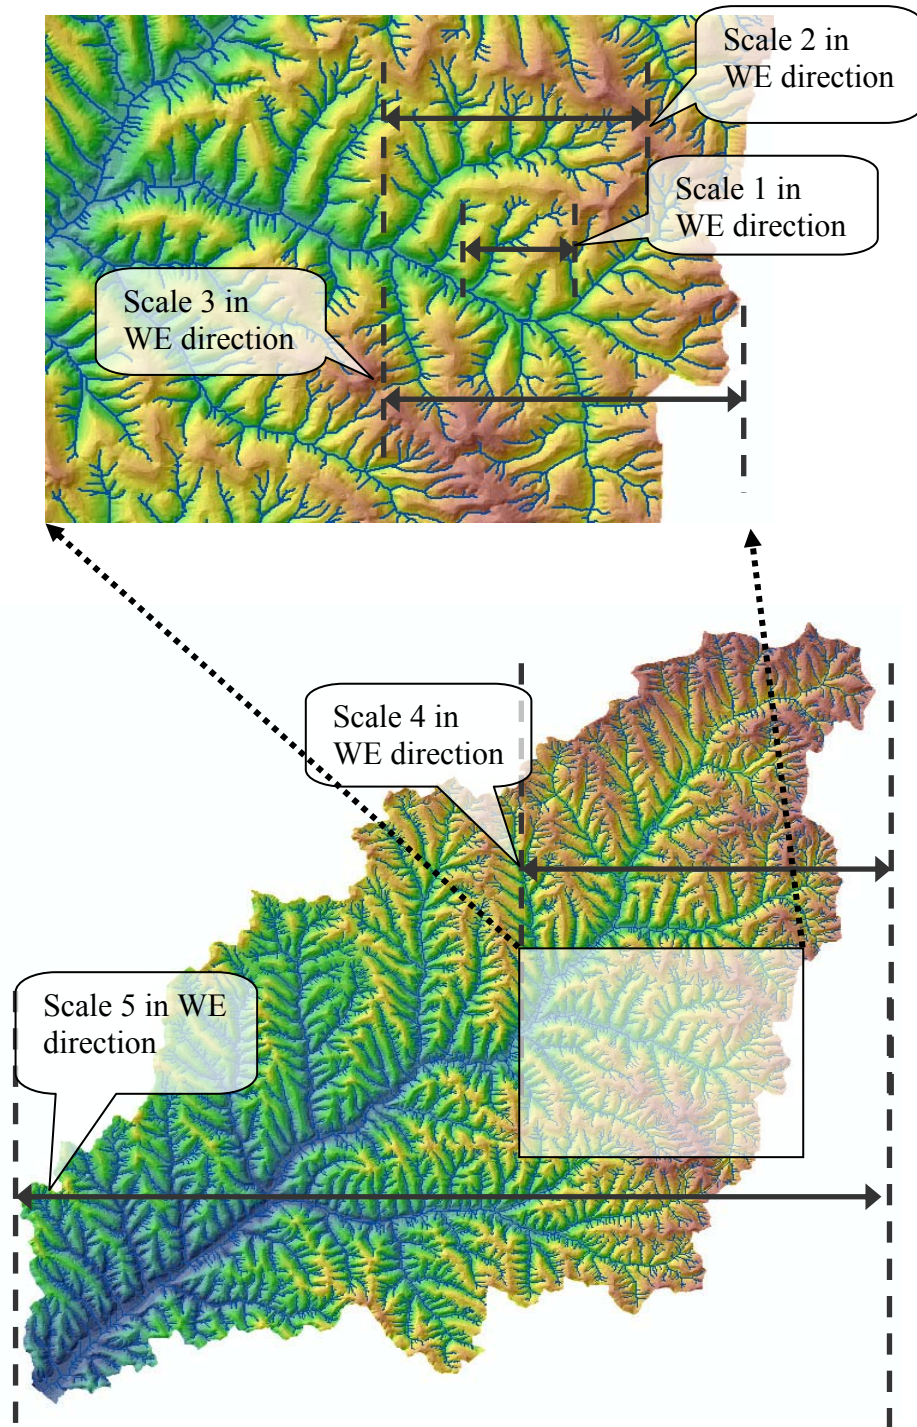 Scale 2 in
WE direction
Scale 1 in
WE direction
Scale 3 in
WE direction
Scale 4 in
WE direction
Scale 5 in WE
direction